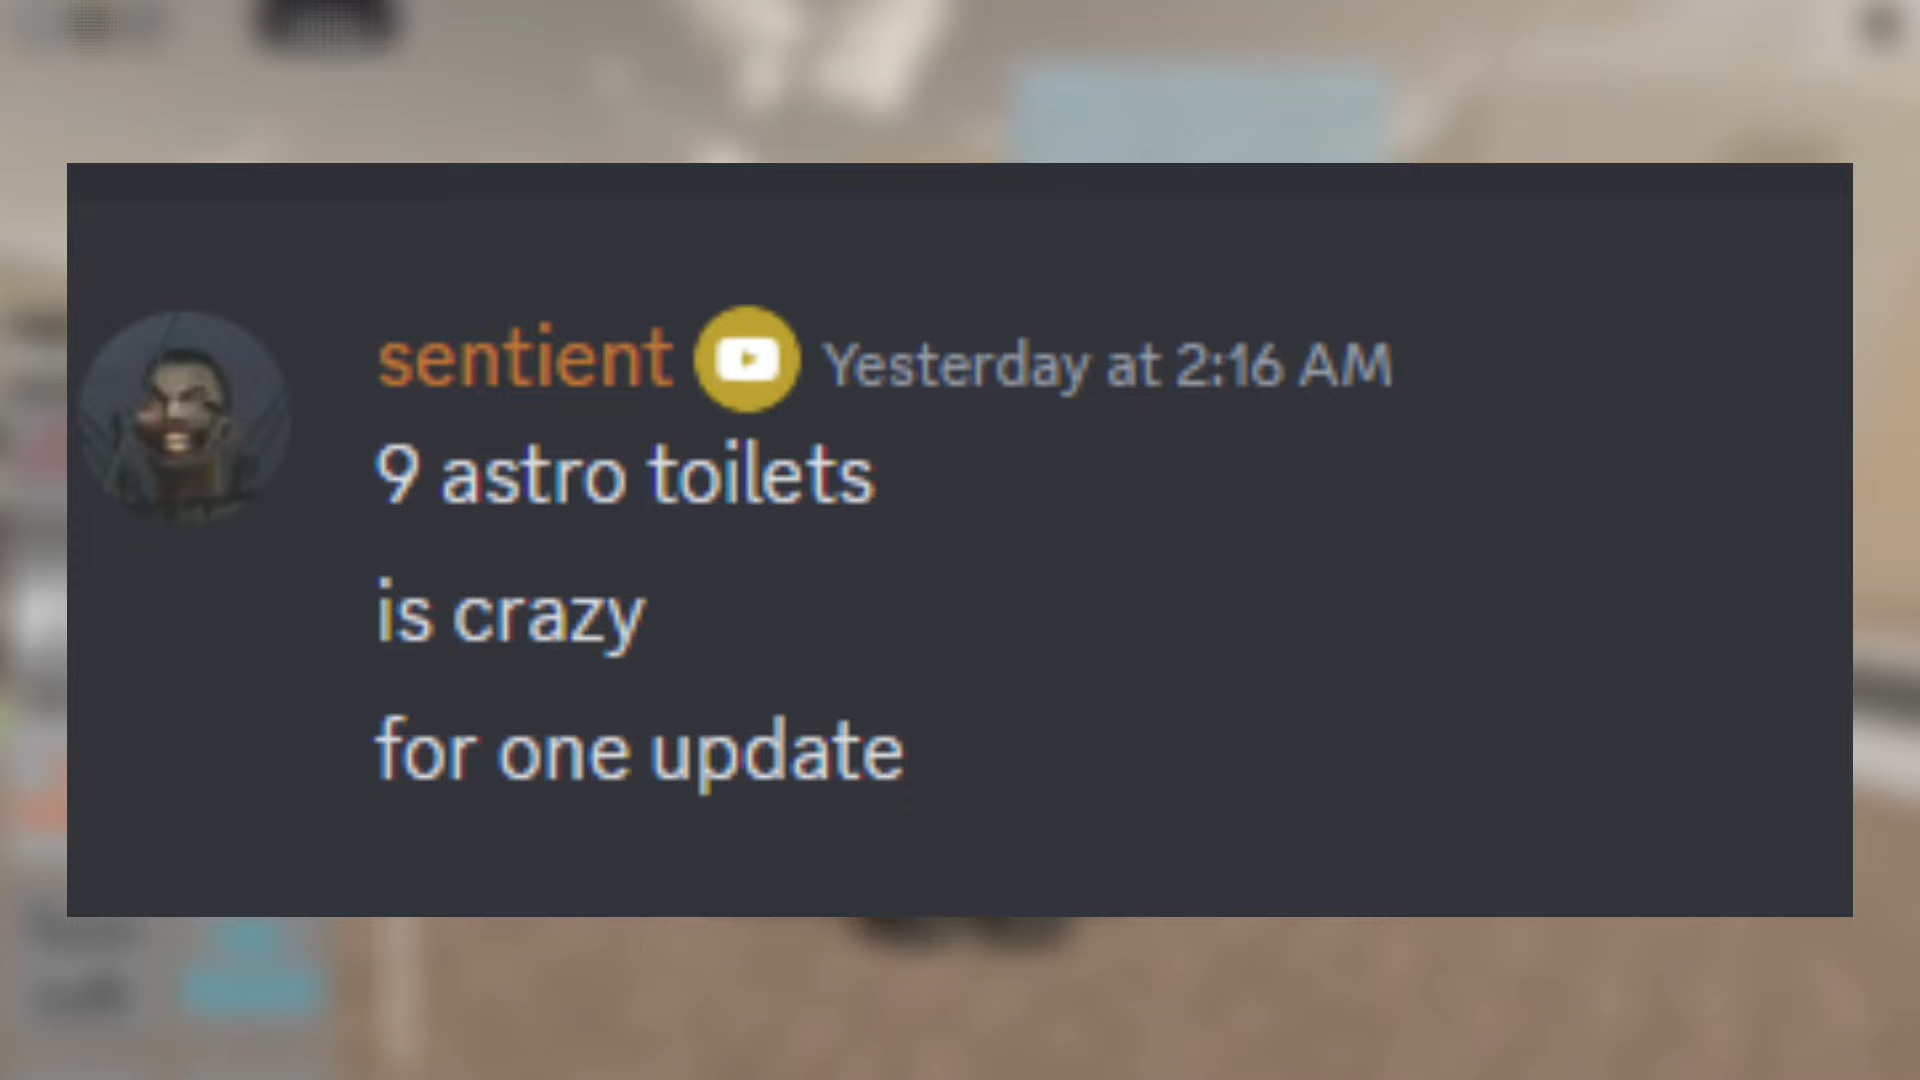 sentient Yesterday at 2:16 AM
9 astro toilets
is crazy
for one update